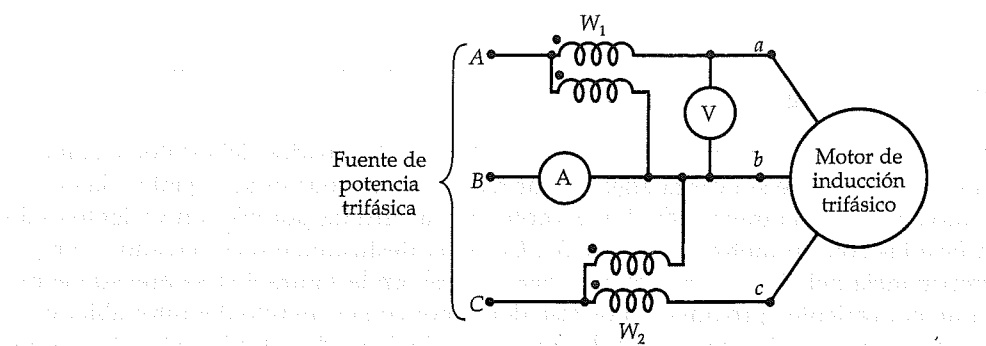 W₁
A
a
V
Fuente de
potencia
trifásica
B
A
b
Motor de
inducción
trifásico
C
c
W₂